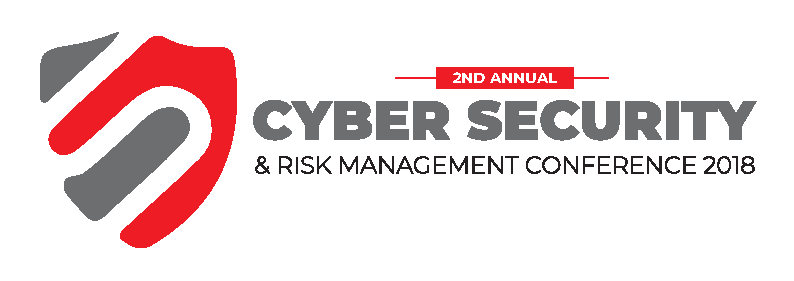 2ND ANNUAL
CYBER SECURITY
& RISK MANAGEMENT CONFERENCE 2018